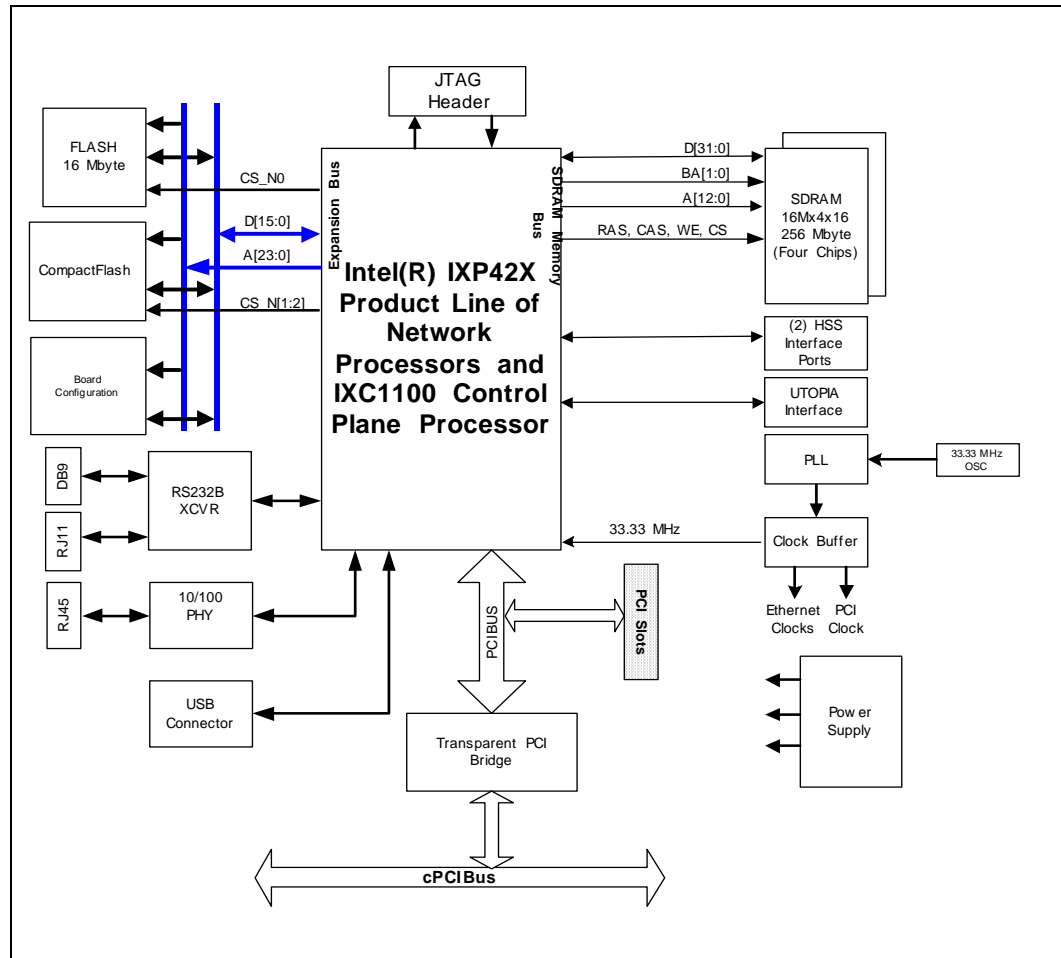 JTAG
Header
FLASH
16 Mbyte
CS_N0
D[15:0]
A[23:0]
CompactFlash
CS_N[1:2]
Board
Configuration
Expansion Bus
SDRAM Memory
Bus
Intel(R) IXP42X
Product Line of
Network
Processors and
IXC1100 Control
Plane Processor
D[31:0]
BA[1:0]
A[12:0]
RAS, CAS, WE, CS
SDRAM
16Mx4x16
256 Mbyte
(Four Chips)
(2) HSS
Interface
Ports
UTOPIA
Interface
PLL
33.33 MHz
OSC
33.33 MHz
Clock Buffer
Ethernet
Clocks
PCI
Clock
DB9
RJ11
RS232B
XCVR
RJ45
10/100
PHY
USB
Connector
PCIBUS
PCI Slots
Transparent PCI
Bridge
Power
Supply
cPCIBus